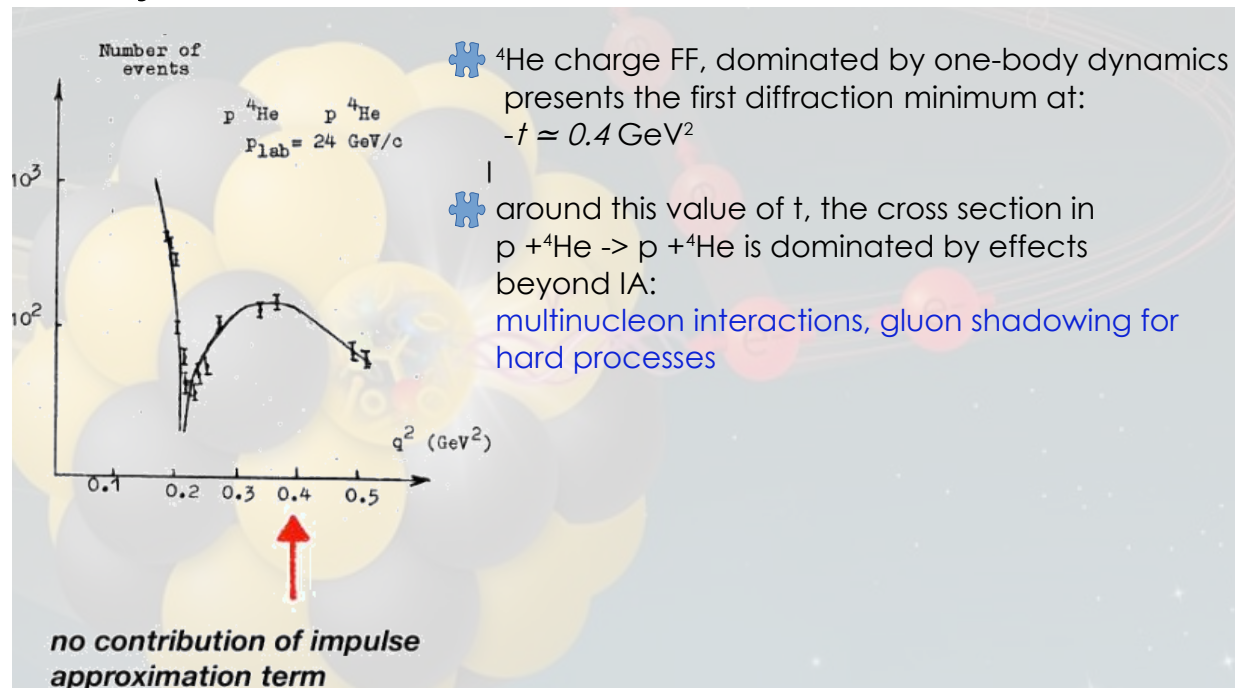 Number of
events
p ⁴He p ⁴He
p_lab = 24 GeV/c
10³
10²
q² (GeV²)
0.1 0.2 0.3 0.4 0.5
no contribution of impulse
approximation term
⁴He charge FF, dominated by one-body dynamics
presents the first diffraction minimum at:
-t ≃ 0.4 GeV²
around this value of t, the cross section in
p +⁴He -> p +⁴He is dominated by effects
beyond IA:
multinucleon interactions, gluon shadowing for
hard processes
e-
e-